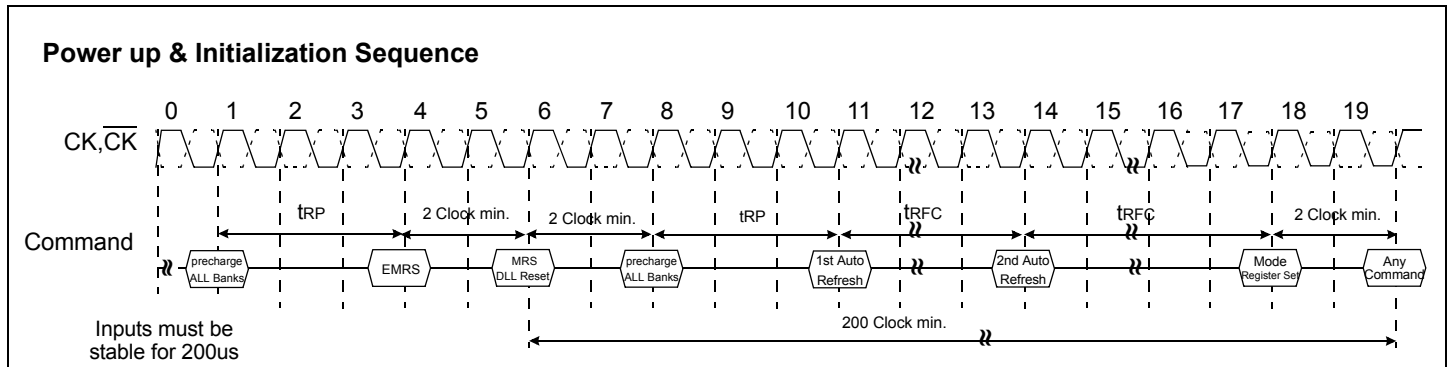 Power up & Initialization Sequence
0 1 2 3 4 5 6 7 8 9 10 11 12 13 14 15 16 17 18 19
CK,CK
tRP 2 Clock min. 2 Clock min. tRP tRFC tRFC 2 Clock min.
Command
precharge
ALL Banks
EMRS
MRS
DLL Reset
precharge
ALL Banks
1st Auto
Refresh
2nd Auto
Refresh
Mode
Register Set
Any
Command
200 Clock min.
Inputs must be
stable for 200us